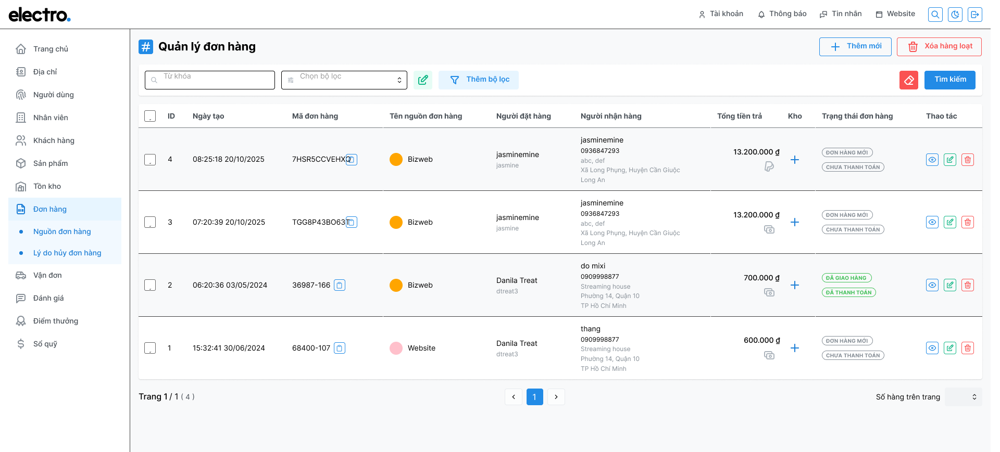 electro.
Tài khoản
Thông báo
Tin nhắn
Website
Trang chủ
Địa chỉ
Người dùng
Nhân viên
Khách hàng
Sản phẩm
Tồn kho
Đơn hàng
Nguồn đơn hàng
Lý do hủy đơn hàng
Vận đơn
Đánh giá
Điểm thưởng
Sổ quỹ
# Quản lý đơn hàng
Thêm mới
Xóa hàng loạt
Từ khóa
Chọn bộ lọc
Thêm bộ lọc
Tìm kiếm
ID Ngày tạo Mã đơn hàng Tên nguồn đơn hàng Người đặt hàng Người nhận hàng Tổng tiền trả Kho Trạng thái đơn hàng Thao tác
4
08:25:18 20/10/2025
7HSR5CCVEHXQ
Bizweb
jasminemine
jasmine
jasminemine
0936847293
abc, def
Xã Long Phụng, Huyện Cần Giuộc
Long An
13.200.000 ₫
ĐƠN HÀNG MỚI
CHƯA THANH TOÁN
3
07:20:39 20/10/2025
TGG8P43BO63T
Bizweb
jasminemine
jasmine
jasminemine
0936847293
abc, def
Xã Long Phụng, Huyện Cần Giuộc
Long An
13.200.000 ₫
ĐƠN HÀNG MỚI
CHƯA THANH TOÁN
2
06:20:36 03/05/2024
36987-166
Bizweb
Danila Treat
dtreat3
do mixi
0909998877
Streaming house
Phường 14, Quận 10
TP Hồ Chí Minh
700.000 ₫
ĐÃ GIAO HÀNG
ĐÃ THANH TOÁN
1
15:32:41 30/06/2024
68400-107
Website
Danila Treat
dtreat3
thang
0909998877
Streaming house
Phường 14, Quận 10
TP Hồ Chí Minh
600.000 ₫
ĐƠN HÀNG MỚI
CHƯA THANH TOÁN
Trang 1 / 1 ( 4 )
1
Số hàng trên trang